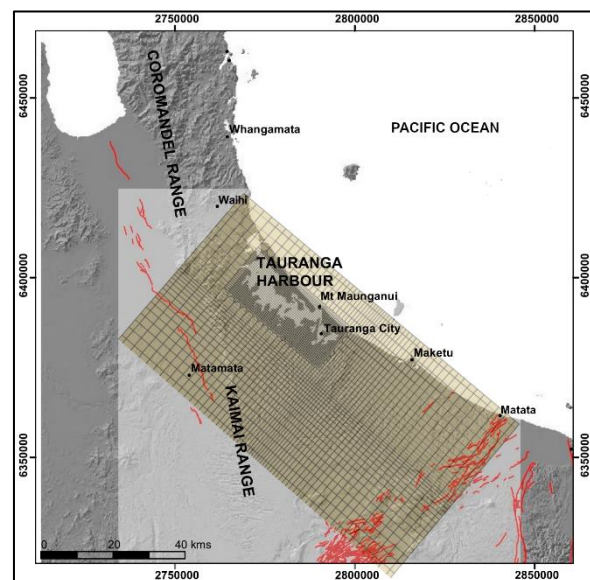 2750000 2800000 2850000
6450000
6450000
COROMANDEL RANGE
Whangamata
PACIFIC OCEAN
Waihi
TAURANGA
HARBOUR
6400000
6400000
Mt Maunganui
Tauranga City
Maketu
Matamata
KAIMAI RANGE
Matata
6350000
6350000
0 20 40 kms
2750000 2800000 2850000